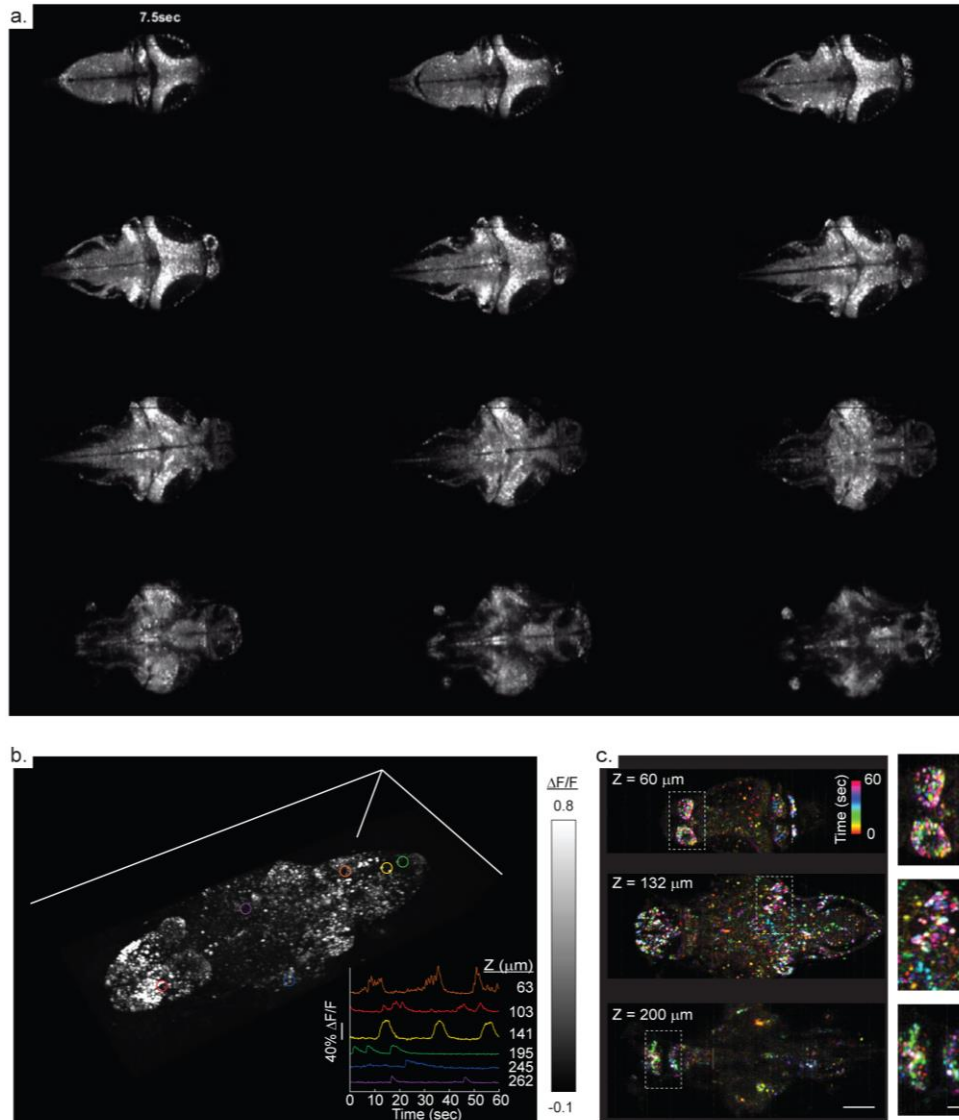 a.
7.5sec
b.
ΔF/F
0.8
-0.1
Z (μm)
63
103
141
195
245
262
40% ΔF/F
0 10 20 30 40 50 60
Time (sec)
c.
Z = 60 μm
Time (sec)
60
0
Z = 132 μm
Z = 200 μm